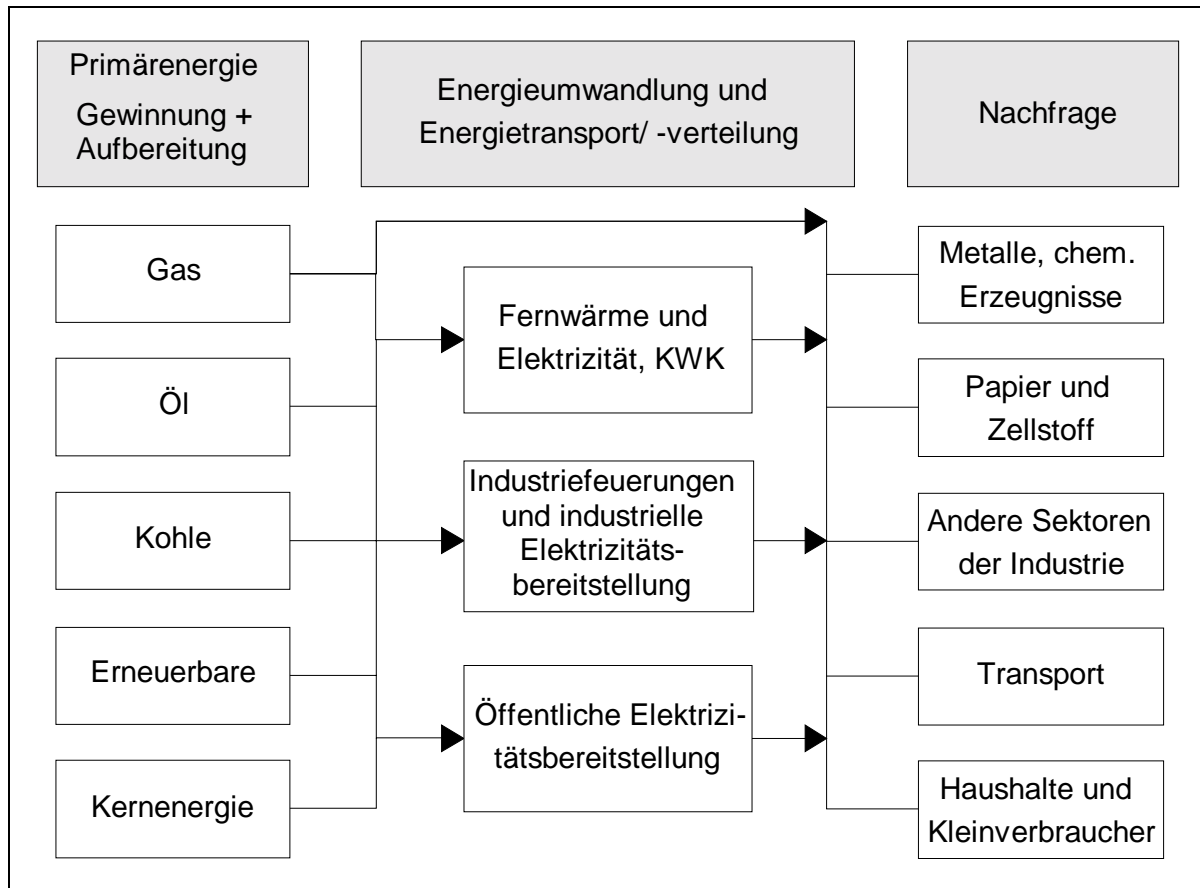 Primärenergie
Gewinnung +
Aufbereitung
Energieumwandlung und
Energietransport/ -verteilung
Nachfrage
Gas
Öl
Kohle
Erneuerbare
Kernenergie
Fernwärme und
Elektrizität, KWK
Industriefeuerungen
und industrielle
Elektrizitäts-
bereitstellung
Öffentliche Elektrizi-
tätsbereitstellung
Metalle, chem.
Erzeugnisse
Papier und
Zellstoff
Andere Sektoren
der Industrie
Transport
Haushalte und
Kleinverbraucher